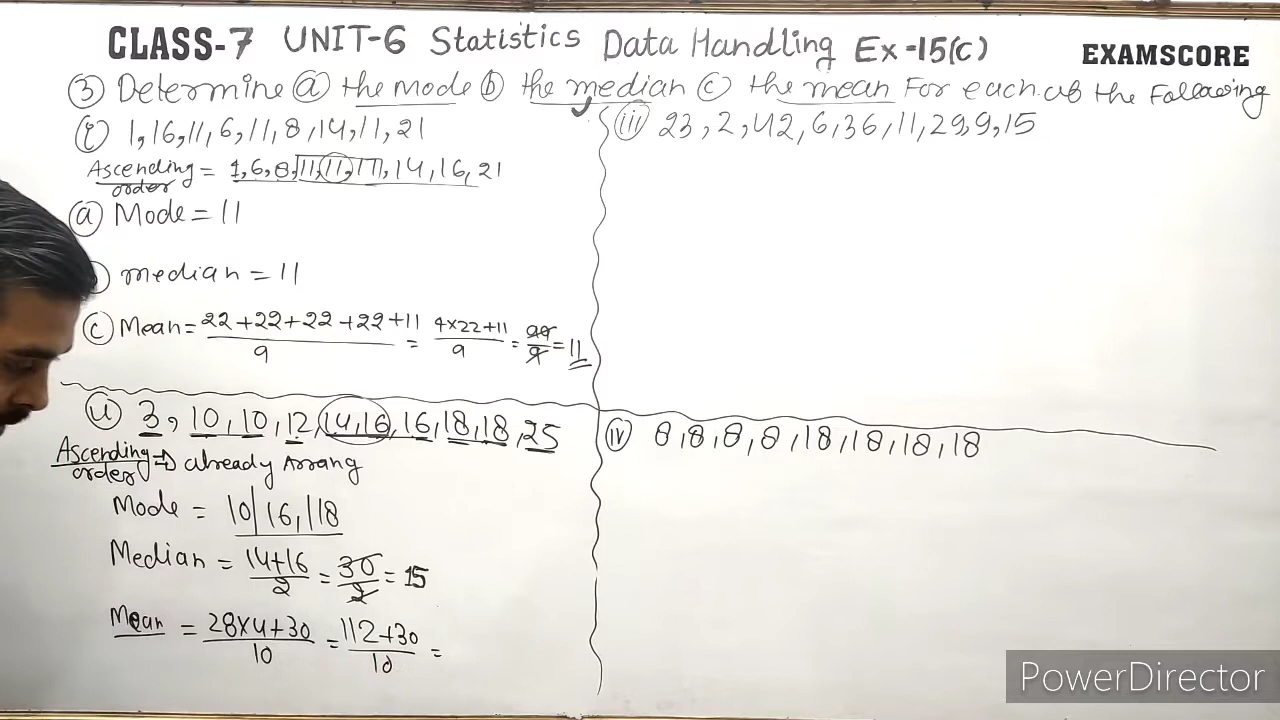 CLASS-7 UNIT-6 Statistics Data Handling Ex-15(c)
EXAMSCORE
③ Determine ⓐ the mode ⓑ the median ⓒ the mean For each of the Following
(i) 1,16,11,6,11,8,14,11,21
Ascending order = 1,6,8,11,11,11,14,16,21
ⓐ Mode = 11
median = 11
ⓒ Mean = 22+22+22+22+11/9 = 4×22+11/9 = 99/9 = 11
(ii) 3, 10, 10, 12, 14, 16, 16, 18, 18, 25
Ascending order ⇒ already Arrang
Mode = 10, 16, 18
Median = 14+16/2 = 30/2 = 15
Mean = 28×4+30/10 = 112+30/10 =
(iii) 23, 2, 42, 6, 36, 11, 29, 9, 15
(iv) 8, 8, 8, 8, 18, 18, 18, 18
PowerDirector